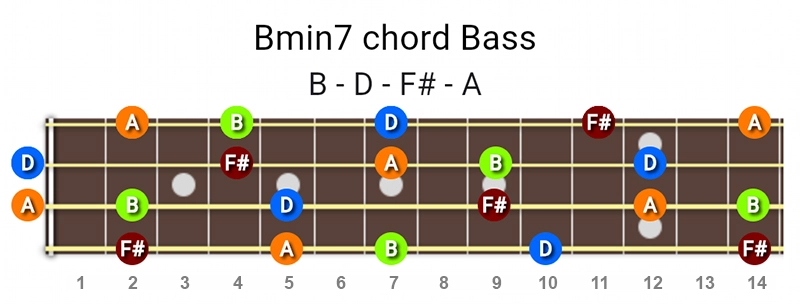 Bmin7 chord Bass
B - D - F# - A
A B D F# A
D F# A B D
A B D F# A B
F# A B D F#
1 2 3 4 5 6 7 8 9 10 11 12 13 14